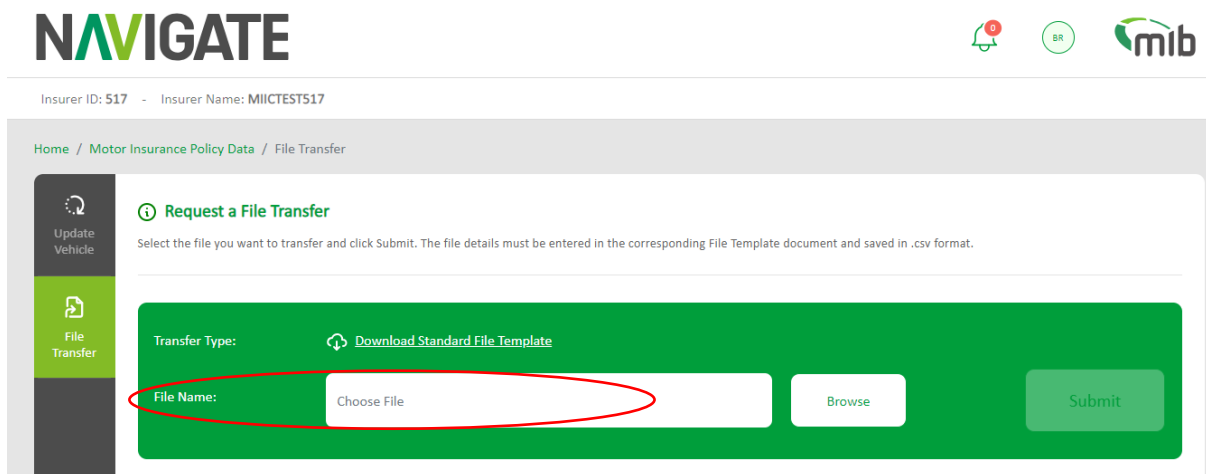 NAVIGATE
0
BR
mib
Insurer ID: 517 - Insurer Name: MIICTEST517
Home / Motor Insurance Policy Data / File Transfer
Update
Vehicle
Request a File Transfer
Select the file you want to transfer and click Submit. The file details must be entered in the corresponding File Template document and saved in .csv format.
File
Transfer
Transfer Type:
Download Standard File Template
File Name:
Choose File
Browse
Submit